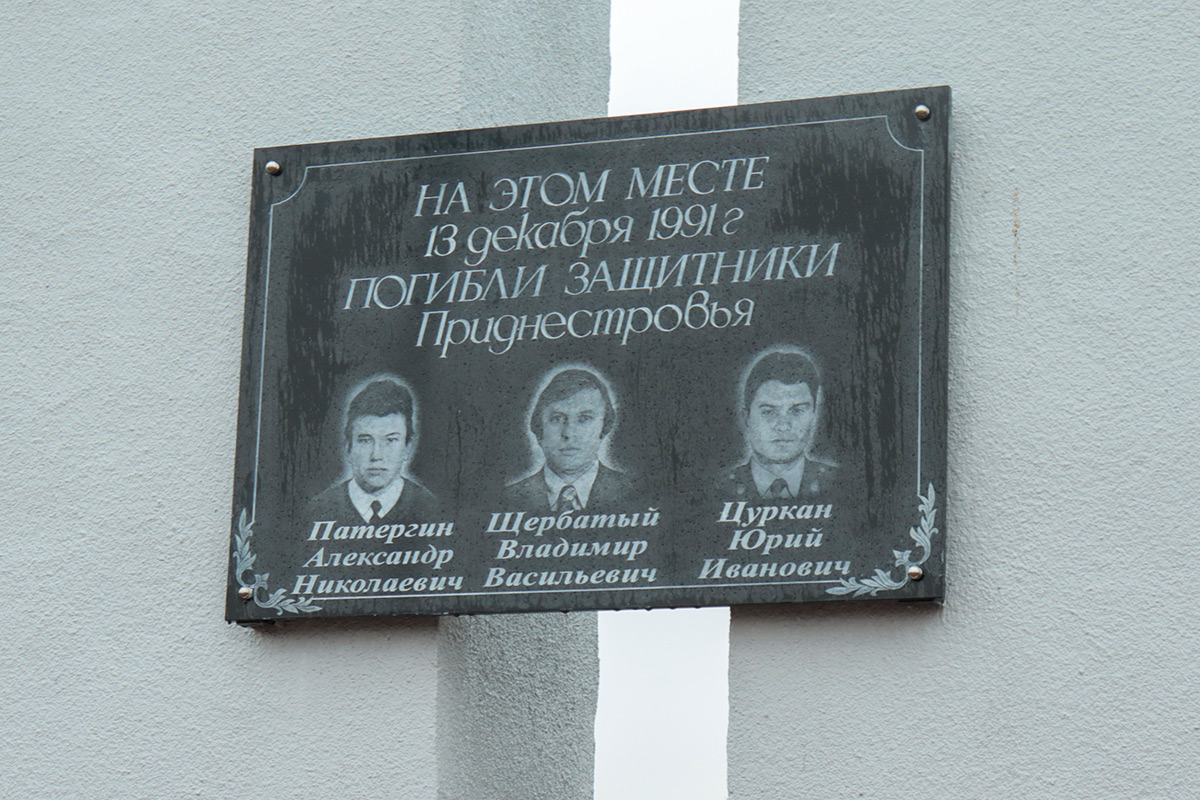 НА ЭТОМ МЕСТЕ
13 декабря 1991 г
ПОГИБЛИ ЗАЩИТНИКИ
Приднестровья
Патергин
Александр
Николаевич
Щербатый
Владимир
Васильевич
Цуркан
Юрий
Иванович